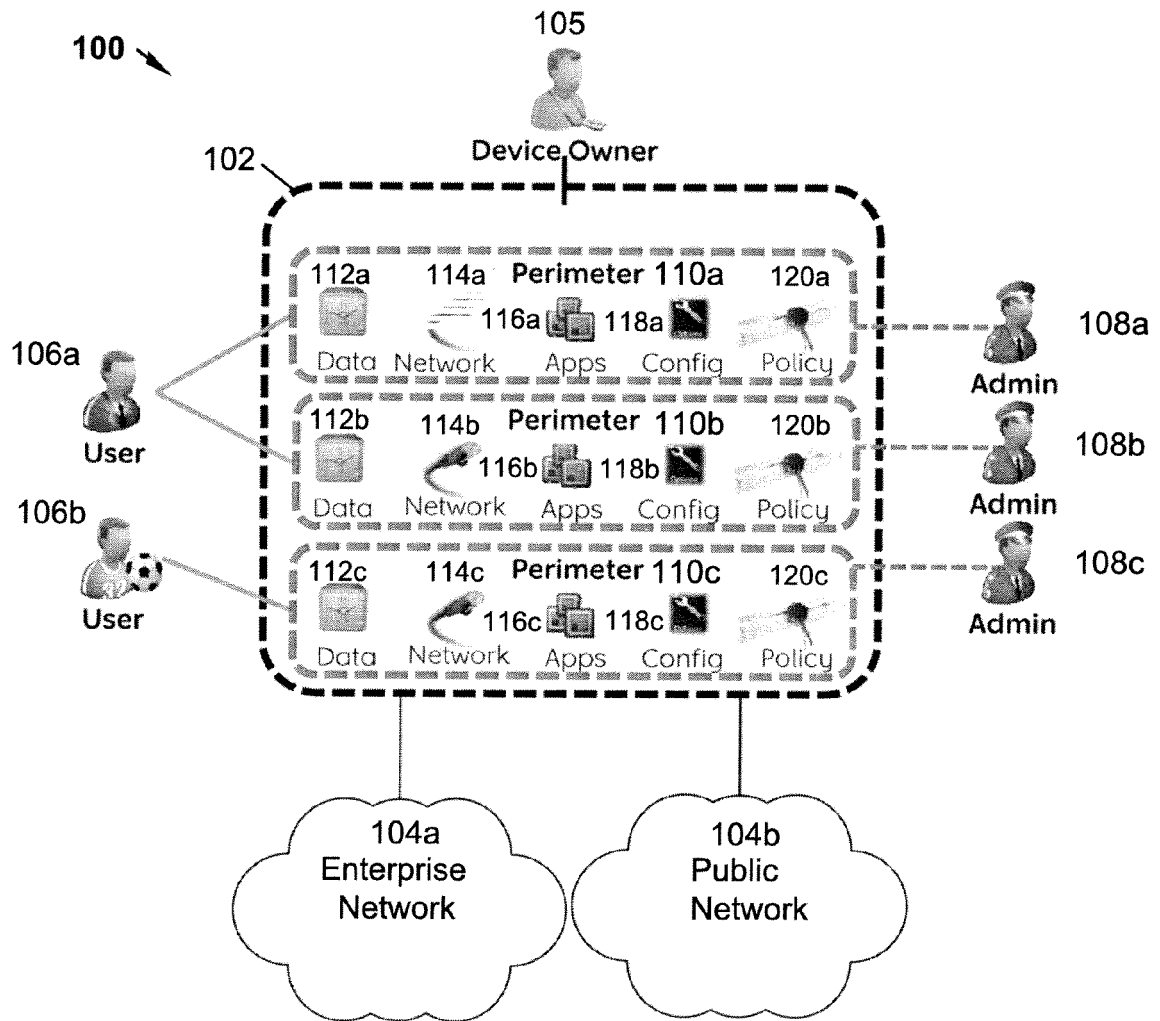 105
100
Device Owner
102
112a 114a Perimeter 110a 120a
116a 118a
Data Network Apps Config Policy
108a
Admin
106a
User
112b 114b Perimeter 110b 120b
116b 118b
Data Network Apps Config Policy
108b
Admin
106b
User
112c 114c Perimeter 110c 120c
116c 118c
Data Network Apps Config Policy
108c
Admin
104a
Enterprise
Network
104b
Public
Network